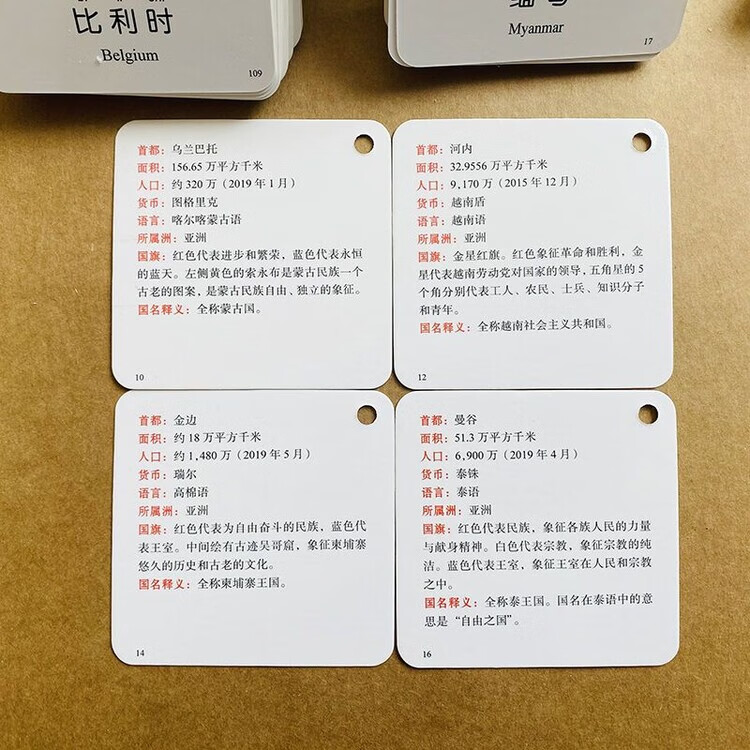 比利时
Belgium
109
Myanmar
17
首都：乌兰巴托
面积：156.65 万平方千米
人口：约 320 万（2019 年 1 月）
货币：图格里克
语言：喀尔喀蒙古语
所属洲：亚洲
国旗：红色代表进步和繁荣，蓝色代表永恒
的蓝天。左侧黄色的索永布是蒙古民族一个
古老的图案，是蒙古民族自由、独立的象征。
国名释义：全称蒙古国。
10
首都：河内
面积：32.9556 万平方千米
人口：9,170 万（2015 年 12 月）
货币：越南盾
语言：越南语
所属洲：亚洲
国旗：金星红旗。红色象征革命和胜利，金
星代表越南劳动党对国家的领导，五角星的 5
个角分别代表工人、农民、士兵、知识分子
和青年。
国名释义：全称越南社会主义共和国。
12
首都：金边
面积：约 18 万平方千米
人口：约 1,480 万（2019 年 5 月）
货币：瑞尔
语言：高棉语
所属洲：亚洲
国旗：红色代表为自由奋斗的民族，蓝色代
表王室。中间绘有古迹吴哥窟，象征柬埔寨
悠久的历史和古老的文化。
国名释义：全称柬埔寨王国。
14
首都：曼谷
面积：51.3 万平方千米
人口：6,900 万（2019 年 4 月）
货币：泰铢
语言：泰语
所属洲：亚洲
国旗：红色代表民族，象征各族人民的力量
与献身精神。白色代表宗教，象征宗教的纯
洁。蓝色代表王室，象征王室在人民和宗教
之中。
国名释义：全称泰王国。国名在泰语中的意
思是“自由之国”。
16